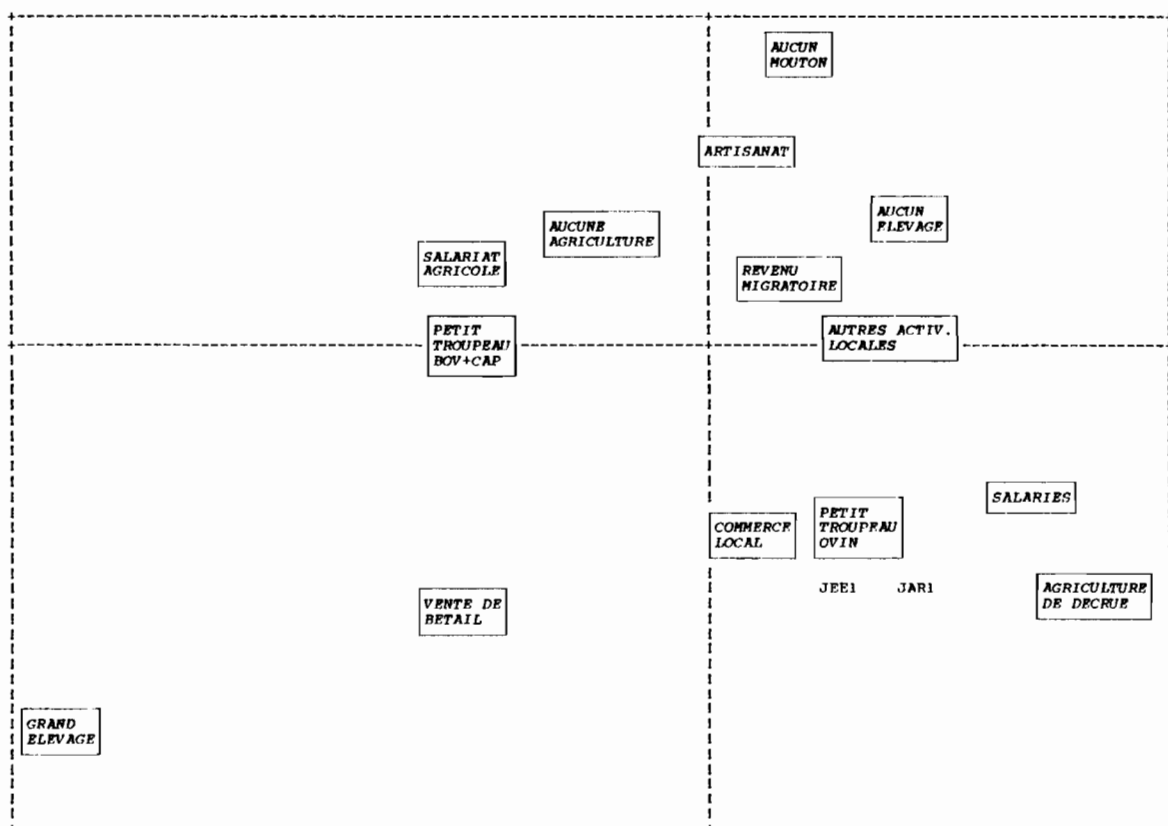 AUCUN
MOUTON
ARTISANAT
AUCUN
ELEVAGE
AUCUNE
AGRICULTURE
SALARIAT
AGRICOLE
REVENU
MIGRATOIRE
PETIT
TROUPEAU
BOV+CAP
AUTRES ACTIV.
LOCALES
SALARIES
PETIT
TROUPEAU
OVIN
COMMERCE
LOCAL
JEE1 JAR1
AGRICULTURE
DE DECRUE
VENTE DE
BETAIL
GRAND
ELEVAGE